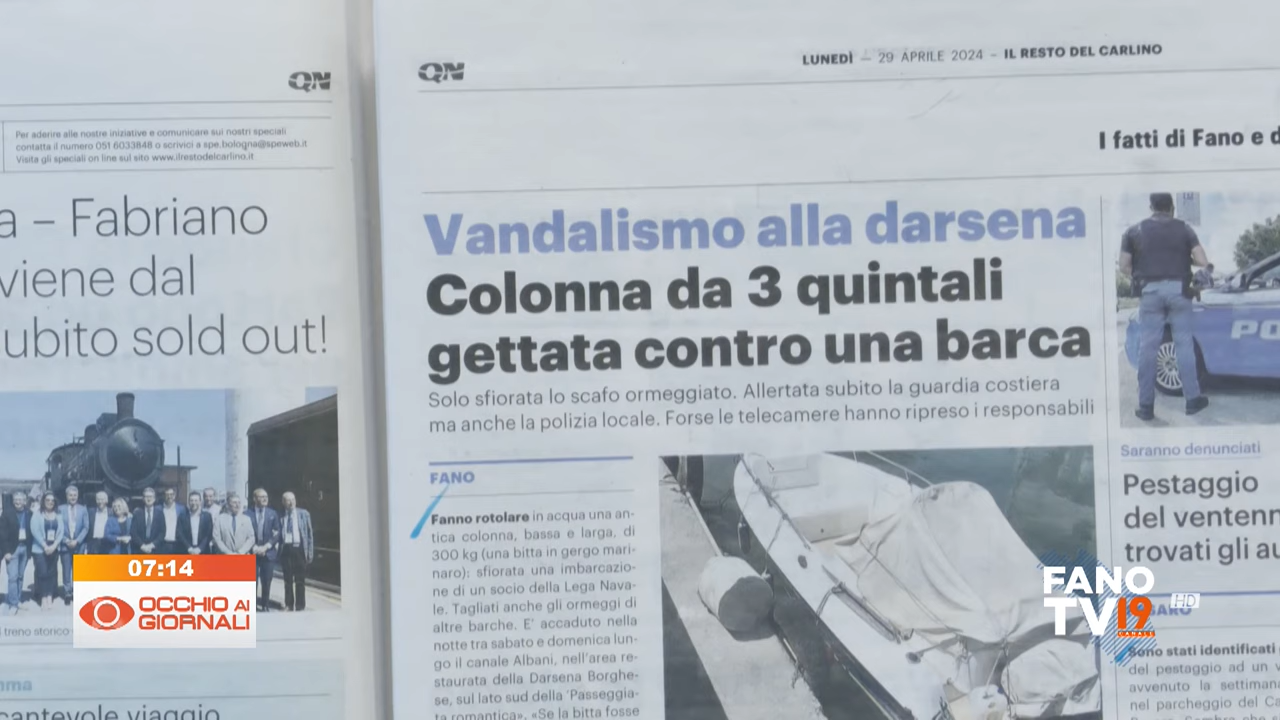 QN
Per aderire alle nostre iniziative e comunicare sui nostri speciali
contatta il numero 051 6033848 o scrivici a spe.bologna@speweb.it
Visita gli speciali on line sul sito www.ilrestodelcarlino.it
a – Fabriano
viene dal
ubito sold out!
treno storico
cantevole viaggio
QN
LUNEDÌ — 29 APRILE 2024 – IL RESTO DEL CARLINO
I fatti di Fano e d
Vandalismo alla darsena
Colonna da 3 quintali
gettata contro una barca
Solo sfiorata lo scafo ormeggiato. Allertata subito la guardia costiera
ma anche la polizia locale. Forse le telecamere hanno ripreso i responsabili
FANO
Fanno rotolare in acqua una an-
tica colonna, bassa e larga, di
300 kg (una bitta in gergo mari-
naro): sfiorata una imbarcazio-
ne di un socio della Lega Nava-
le. Tagliati anche gli ormeggi di
altre barche. E' accaduto nella
notte tra sabato e domenica lun-
go il canale Albani, nell'area re-
staurata della Darsena Borghe-
se, sul lato sud della 'Passeggia-
ta romantica'. «Se la bitta fosse
PO
Saranno denunciati
Pestaggio
del ventenn
trovati gli au
Sono stati identificati
del pestaggio ad un v
avvenuto la settimana
nel parcheggio del Ca
07:14
OCCHIO AI
GIORNALI
FANO
TV19
HD
CANALE